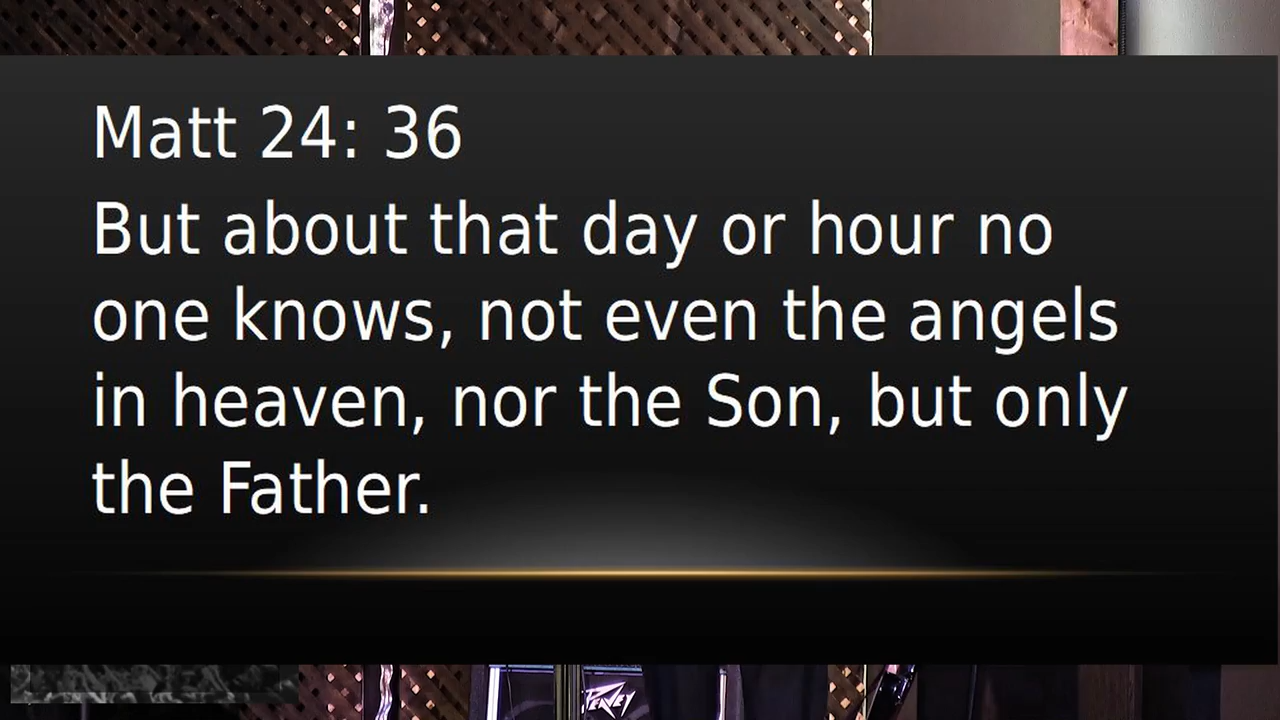 Matt 24: 36
But about that day or hour no
one knows, not even the angels
in heaven, nor the Son, but only
the Father.
PEAVEY